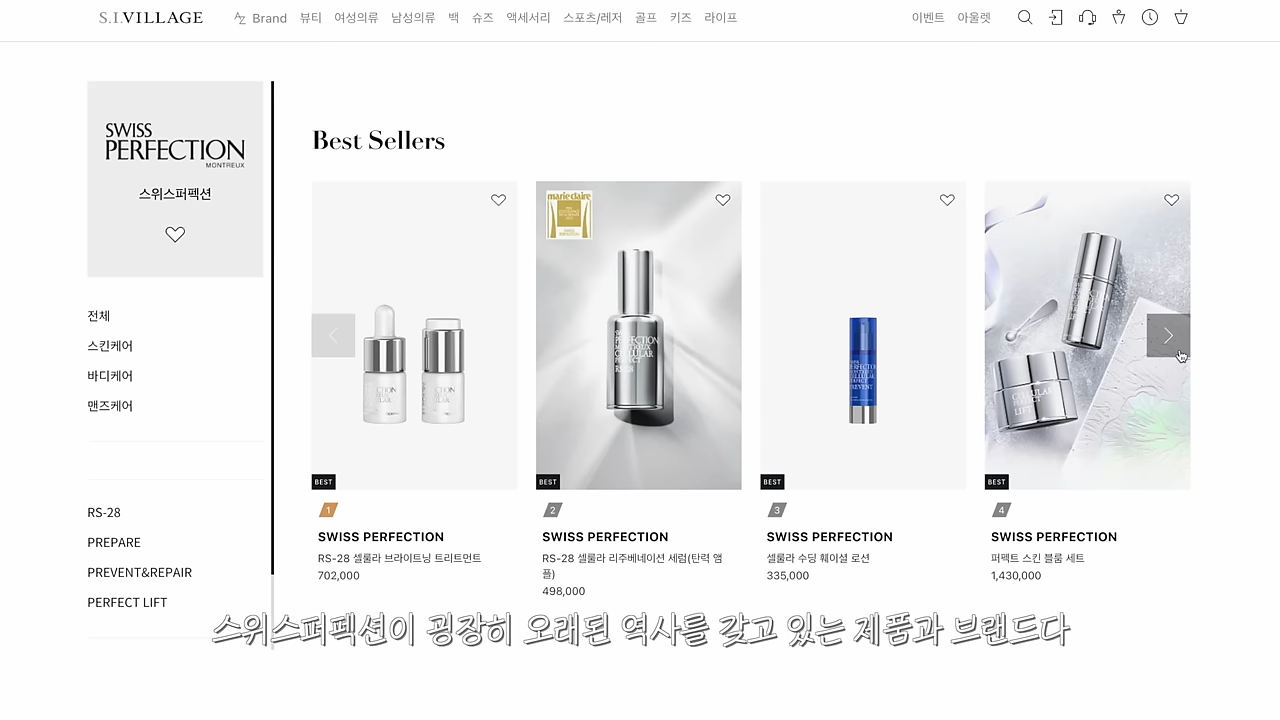 S.I.VILLAGE
Brand 뷰티 여성의류 남성의류 백 슈즈 액세서리 스포츠/레저 골프 키즈 라이프
이벤트 아울렛
SWISS
PERFECTION
MONTREUX
스위스퍼펙션
전체
스킨케어
바디케어
맨즈케어
RS-28
PREPARE
PREVENT&REPAIR
PERFECT LIFT
Best Sellers
BEST
1
SWISS PERFECTION
RS-28 셀룰라 브라이트닝 트리트먼트
702,000
marie claire
BEST
2
SWISS PERFECTION
RS-28 셀룰라 리주베네이션 세럼(탄력 앰
플)
498,000
BEST
3
SWISS PERFECTION
셀룰라 수딩 훼이셜 로션
335,000
BEST
4
SWISS PERFECTION
퍼펙트 스킨 블룸 세트
1,430,000
스위스퍼펙션이 굉장히 오래된 역사를 갖고 있는 제품과 브랜드다